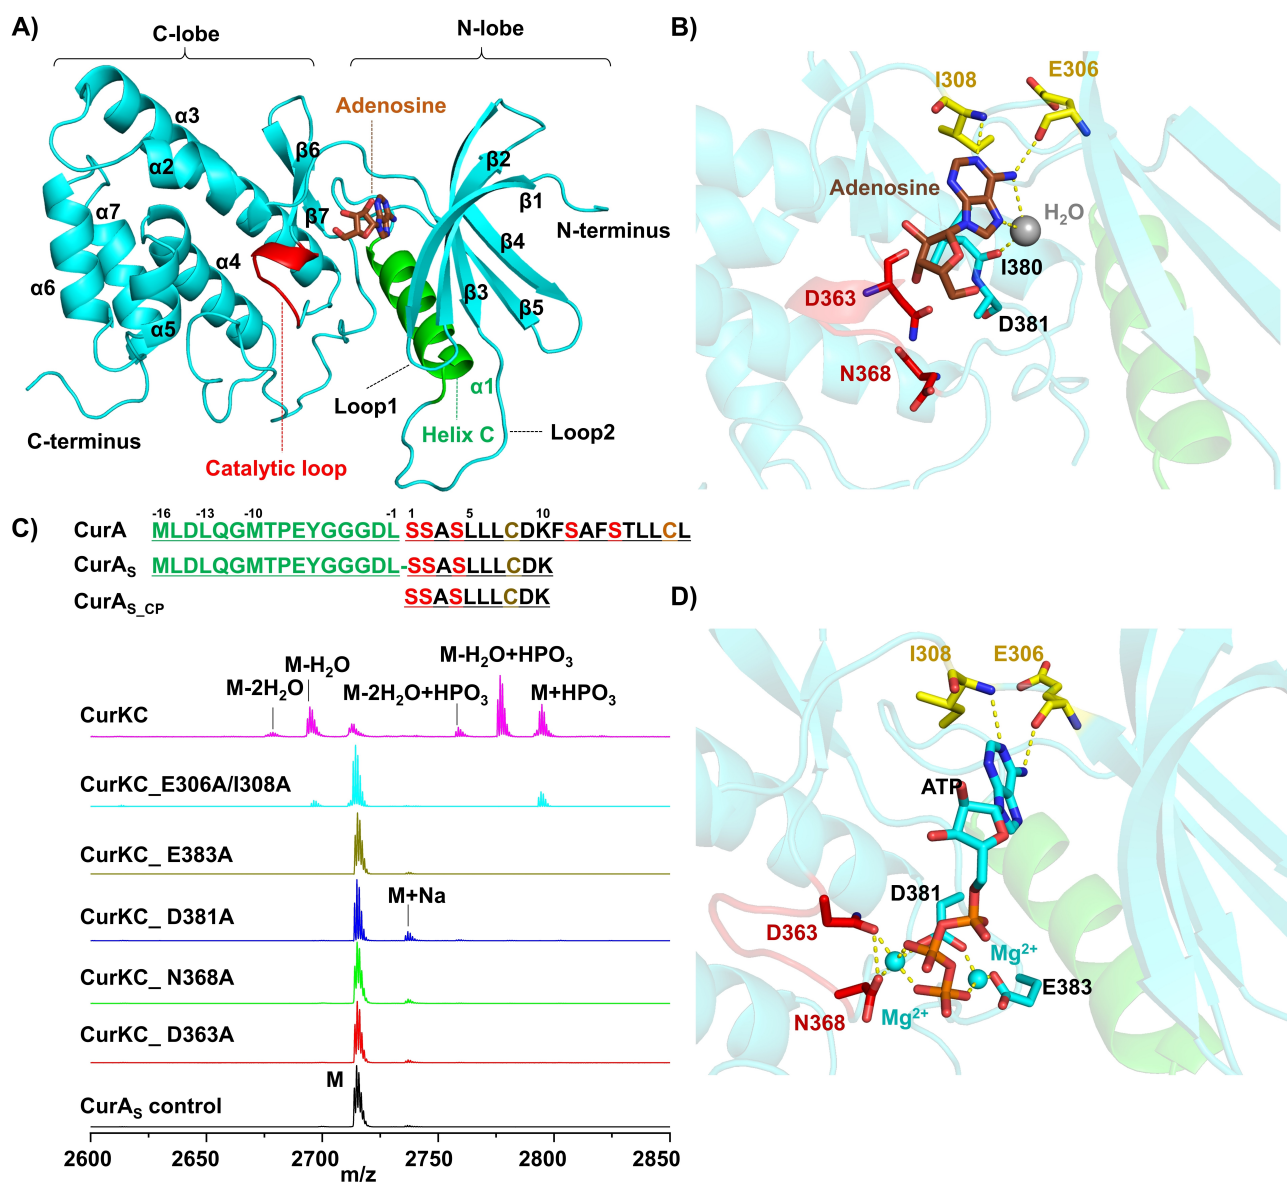 A)
C-lobe
N-lobe
Adenosine
α3
α2
β6
β7
β2
β1
N-terminus
α7
α4
β4
α6
β3
β5
α5
α1
Loop1
Helix C
Loop2
C-terminus
Catalytic loop
B)
I308
E306
Adenosine
H₂O
I380
D363
D381
N368
C)
-16 -13 -10 -1 1 5 10
CurA MLDLQGMTPEYGGGDL SSASLLLCDKFSAFSTLLCL
CurA_S MLDLQGMTPEYGGGDL-SSASLLLCDK
CurA_S_CP SSASLLLCDK
M-H₂O+HPO₃
M-H₂O
M-2H₂O
M-2H₂O+HPO₃
M+HPO₃
CurKC
CurKC_E306A/I308A
CurKC_ E383A
M+Na
CurKC_ D381A
CurKC_ N368A
CurKC_ D363A
M
CurA_S control
2600 2650 2700 2750 2800 2850
m/z
D)
I308
E306
ATP
D381
D363
Mg²⁺
E383
N368
Mg²⁺